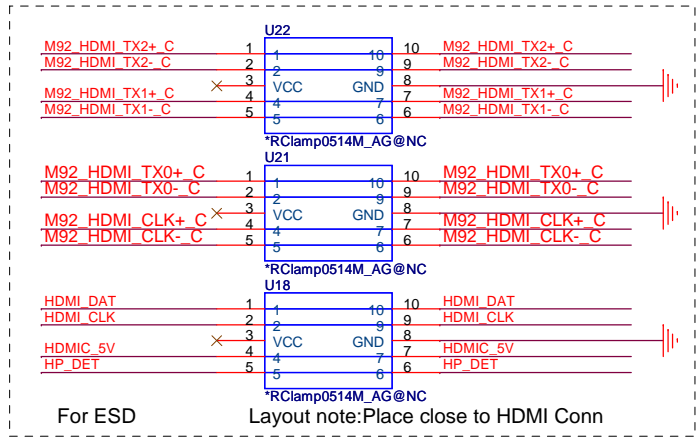 U22
M92_HDMI_TX2+_C 1 1 10 10 M92_HDMI_TX2+_C
M92_HDMI_TX2-_C 2 2 9 9 M92_HDMI_TX2-_C
3 VCC GND 8
M92_HDMI_TX1+_C 4 4 7 7 M92_HDMI_TX1+_C
M92_HDMI_TX1-_C 5 5 6 6 M92_HDMI_TX1-_C
*RClamp0514M_AG@NC
U21
M92_HDMI_TX0+_C 1 1 10 10 M92_HDMI_TX0+_C
M92_HDMI_TX0-_C 2 2 9 9 M92_HDMI_TX0-_C
3 VCC GND 8
M92_HDMI_CLK+_C 4 4 7 7 M92_HDMI_CLK+_C
M92_HDMI_CLK-_C 5 5 6 6 M92_HDMI_CLK-_C
*RClamp0514M_AG@NC
U18
HDMI_DAT 1 1 10 10 HDMI_DAT
HDMI_CLK 2 2 9 9 HDMI_CLK
3 VCC GND 8
HDMIC_5V 4 4 7 7 HDMIC_5V
HP_DET 5 5 6 6 HP_DET
*RClamp0514M_AG@NC
For ESD Layout note:Place close to HDMI Conn